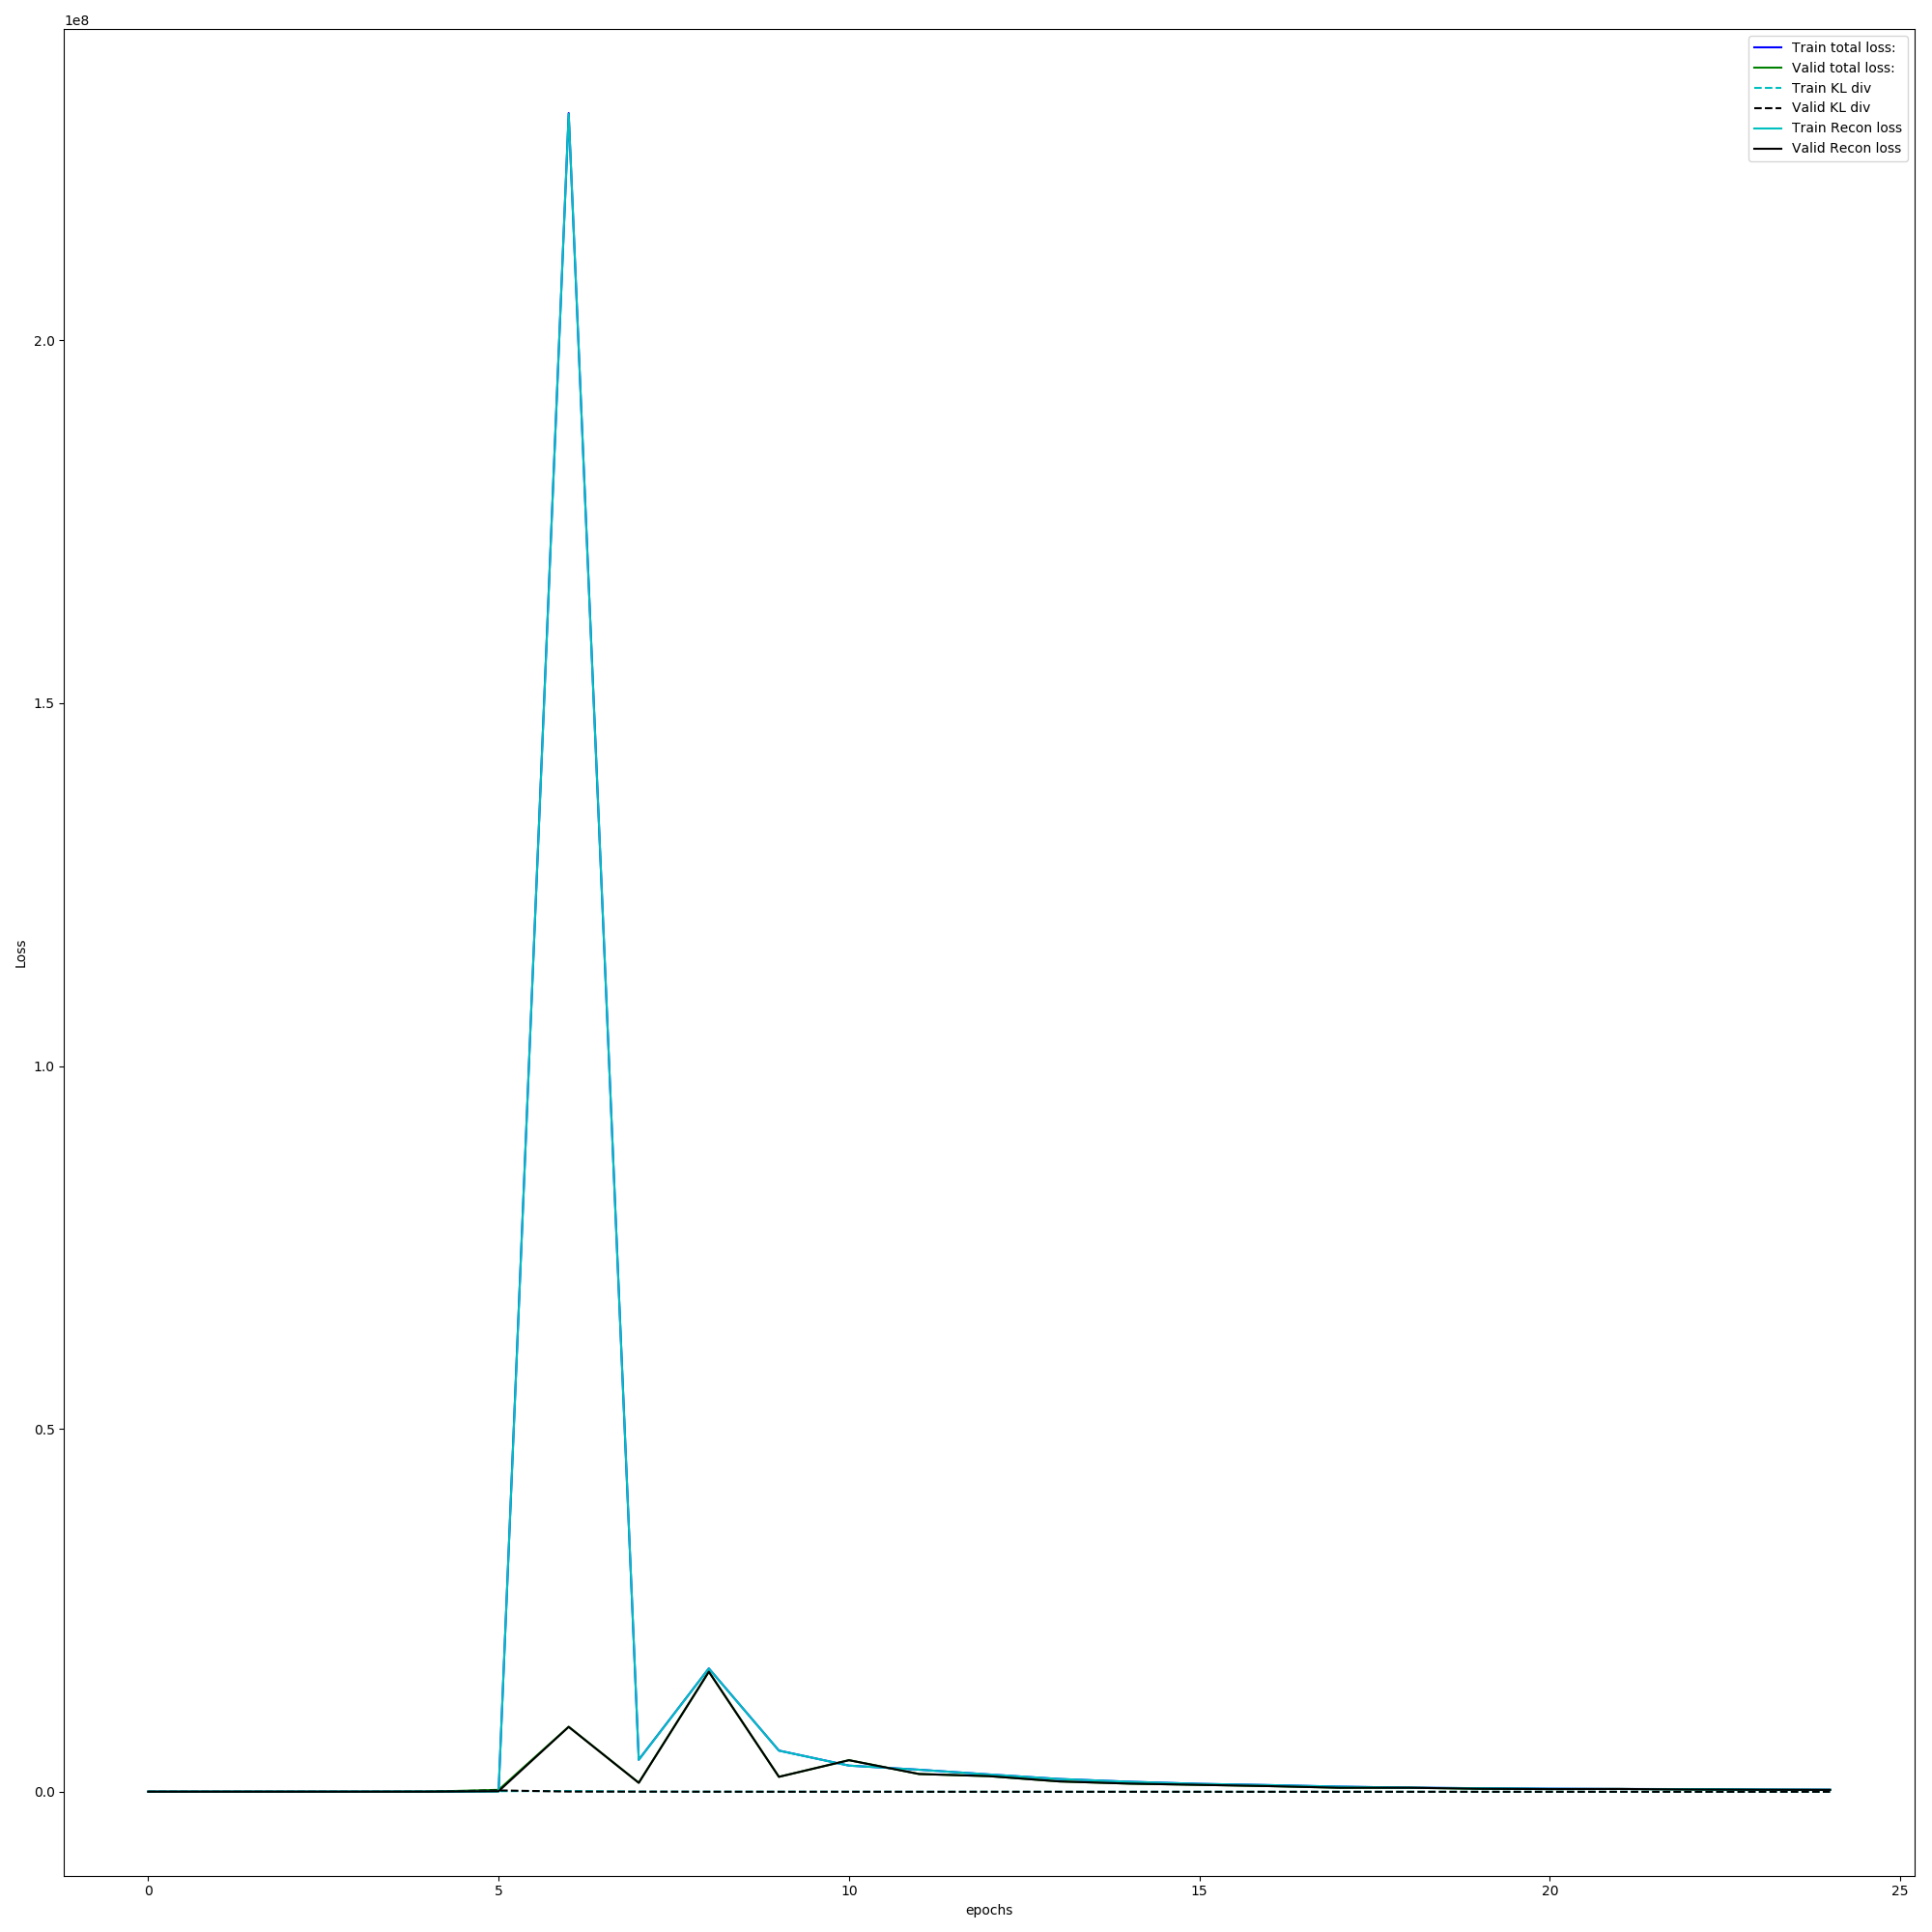 1e8
Train total loss:
Valid total loss:
Train KL div
Valid KL div
Train Recon loss
Valid Recon loss
2.0
1.5
1.0
0.5
0.0
Loss
0 5 10 15 20 25
epochs